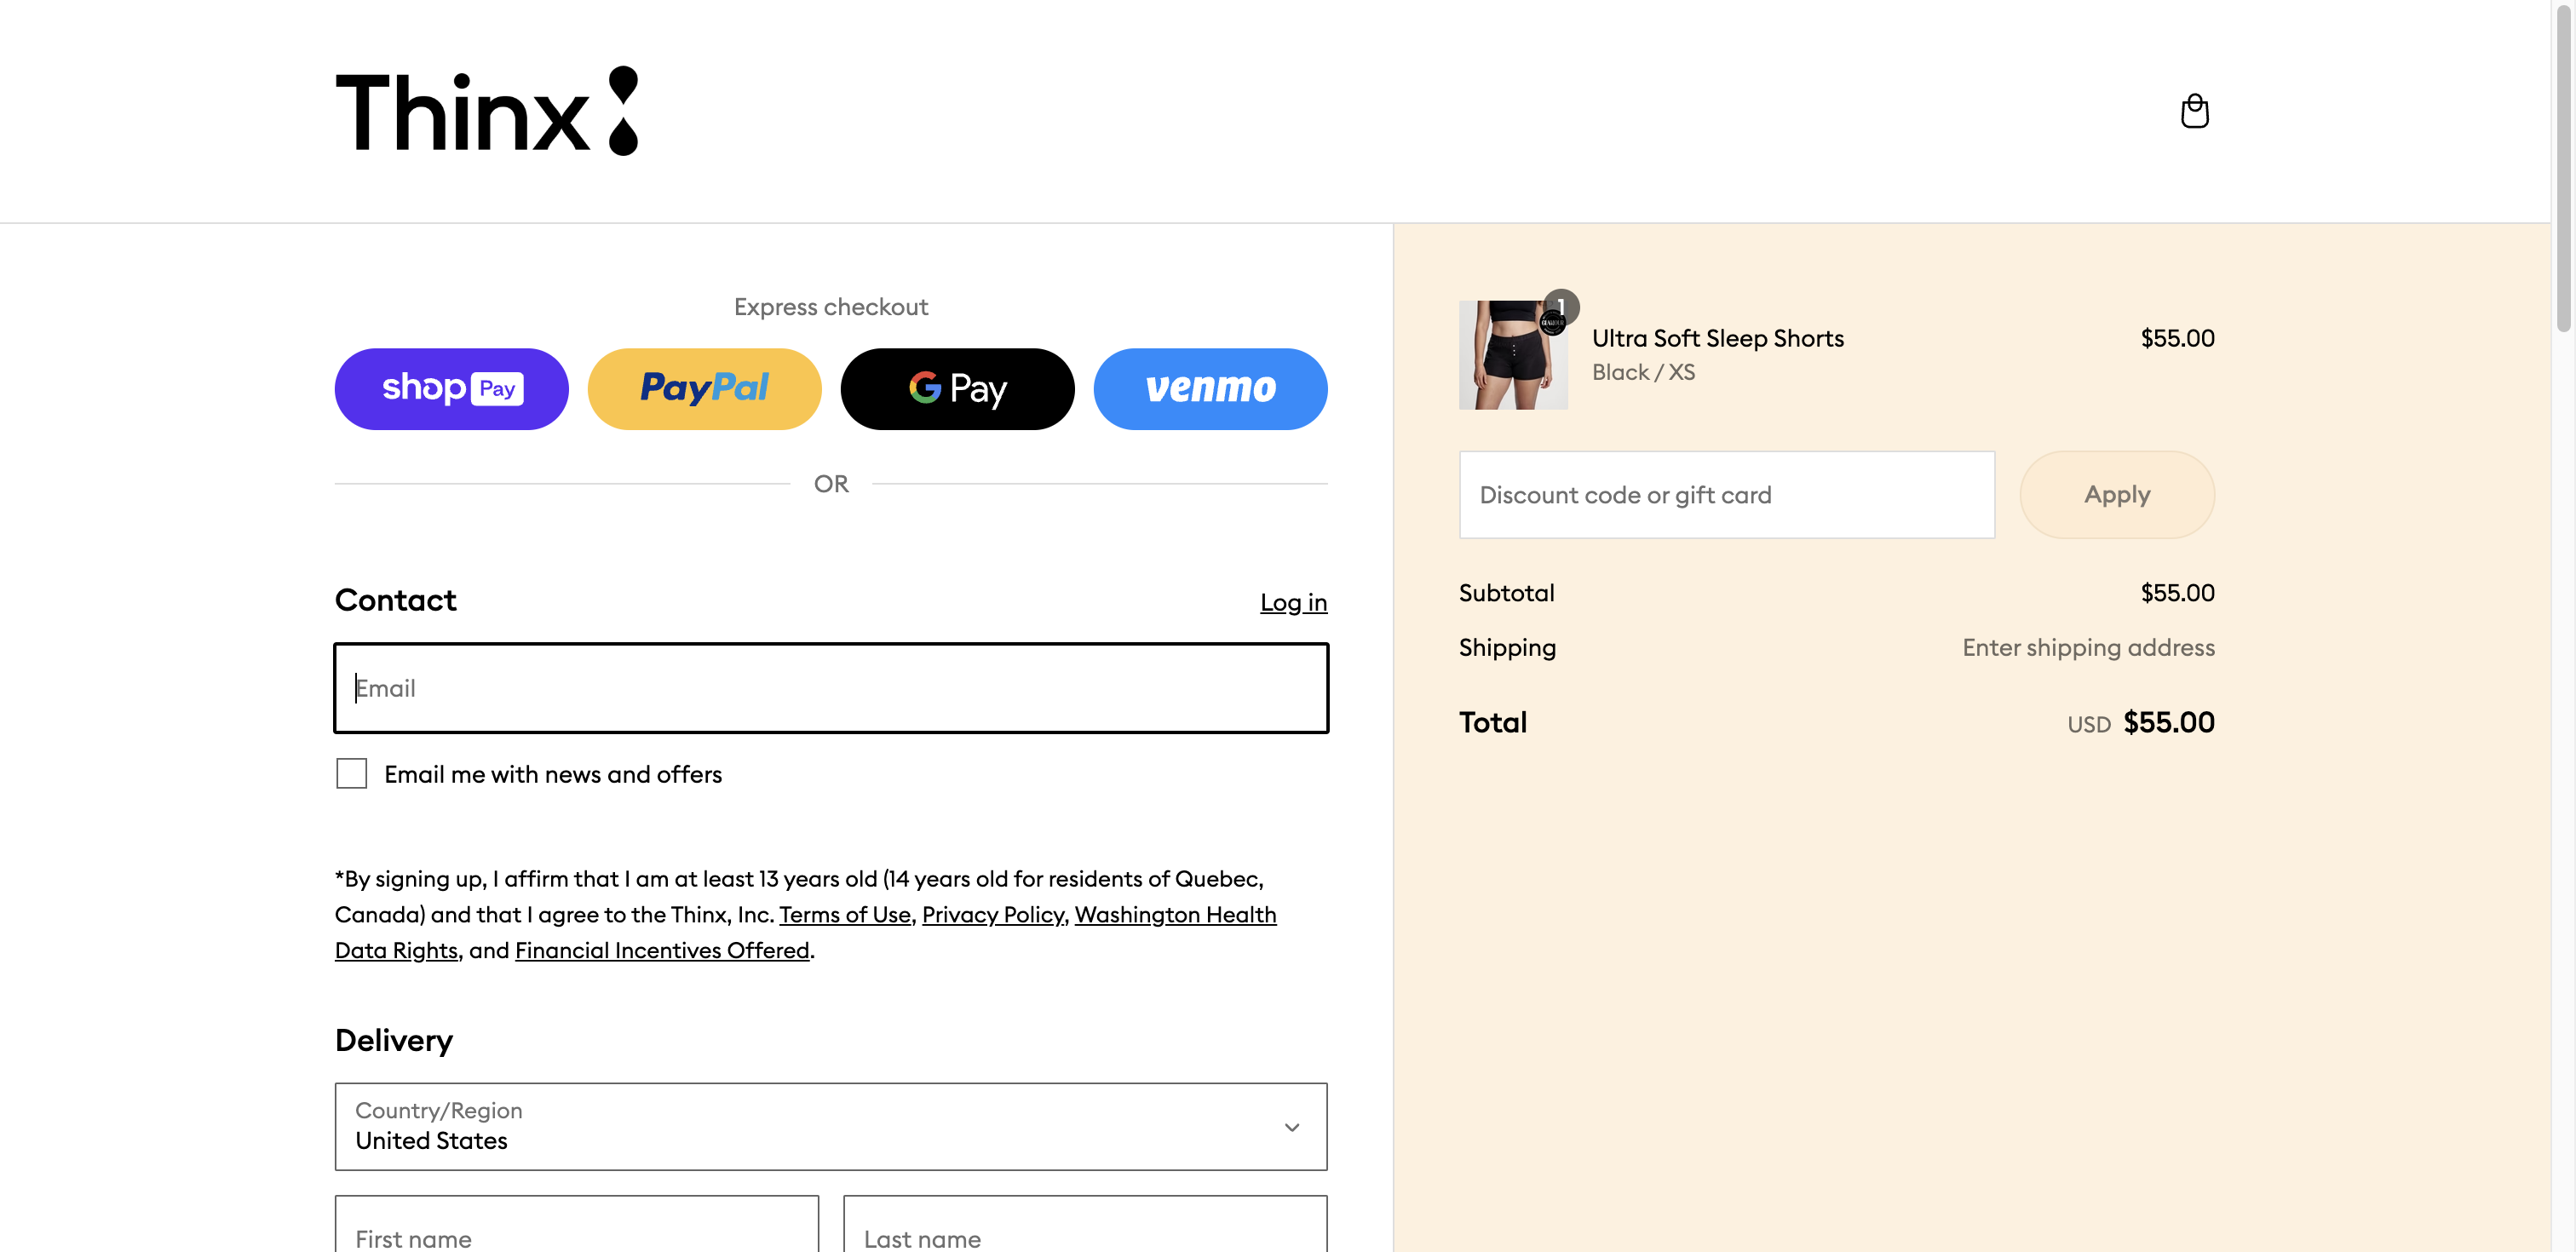 Thinx
Express checkout
shop Pay
PayPal
G Pay
venmo
OR
Contact
Log in
Email
Email me with news and offers
*By signing up, I affirm that I am at least 13 years old (14 years old for residents of Quebec,
Canada) and that I agree to the Thinx, Inc. Terms of Use, Privacy Policy, Washington Health
Data Rights, and Financial Incentives Offered.
Delivery
Country/Region
United States
First name
Last name
1
Ultra Soft Sleep Shorts
$55.00
Black / XS
Discount code or gift card
Apply
Subtotal
$55.00
Shipping
Enter shipping address
Total
USD $55.00